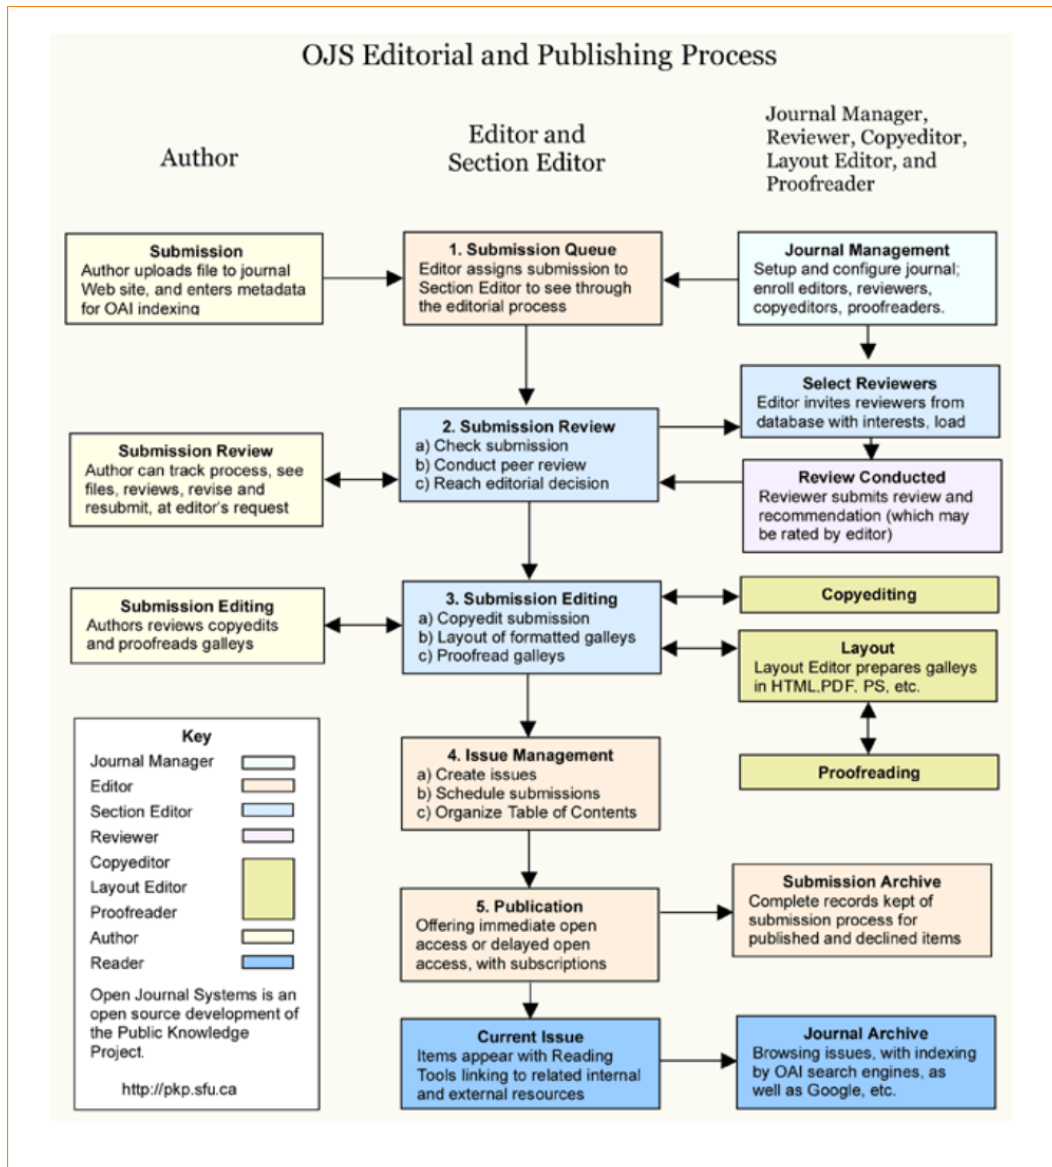 OJS Editorial and Publishing Process
Author
Editor and
Section Editor
Journal Manager,
Reviewer, Copyeditor,
Layout Editor, and
Proofreader
Submission
Author uploads file to journal
Web site, and enters metadata
for OAI indexing
1. Submission Queue
Editor assigns submission to
Section Editor to see through
the editorial process
Journal Management
Setup and configure journal;
enroll editors, reviewers,
copyeditors, proofreaders.
Select Reviewers
Editor invites reviewers from
database with interests, load
Submission Review
Author can track process, see
files, reviews, revise and
resubmit, at editor's request
2. Submission Review
a) Check submission
b) Conduct peer review
c) Reach editorial decision
Review Conducted
Reviewer submits review and
recommendation (which may
be rated by editor)
Submission Editing
Authors reviews copyedits
and proofreads galleys
3. Submission Editing
a) Copyedit submission
b) Layout of formatted galleys
c) Proofread galleys
Copyediting
Layout
Layout Editor prepares galleys
in HTML,PDF, PS, etc.
Proofreading
4. Issue Management
a) Create issues
b) Schedule submissions
c) Organize Table of Contents
5. Publication
Offering immediate open
access or delayed open
access, with subscriptions
Submission Archive
Complete records kept of
submission process for
published and declined items
Current Issue
Items appear with Reading
Tools linking to related internal
and external resources
Journal Archive
Browsing issues, with indexing
by OAI search engines, as
well as Google, etc.
Key
Journal Manager
Editor
Section Editor
Reviewer
Copyeditor
Layout Editor
Proofreader
Author
Reader
Open Journal Systems is an
open source development of
the Public Knowledge
Project.
http://pkp.sfu.ca